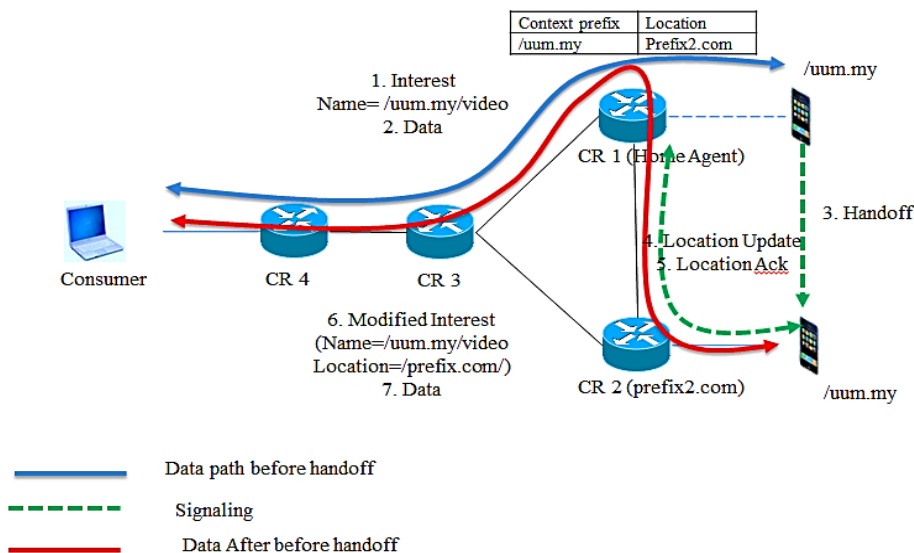 Context prefix Location
/uum.my Prefix2.com
/uum.my
1. Interest
Name= /uum.my/video
2. Data
CR 1 (Home Agent)
3. Handoff
4. Location Update
5. Location Ack
Consumer
CR 4
CR 3
6. Modified Interest
(Name=/uum.my/video
Location=/prefix.com/)
7. Data
CR 2 (prefix2.com)
/uum.my
Data path before handoff
Signaling
Data After before handoff